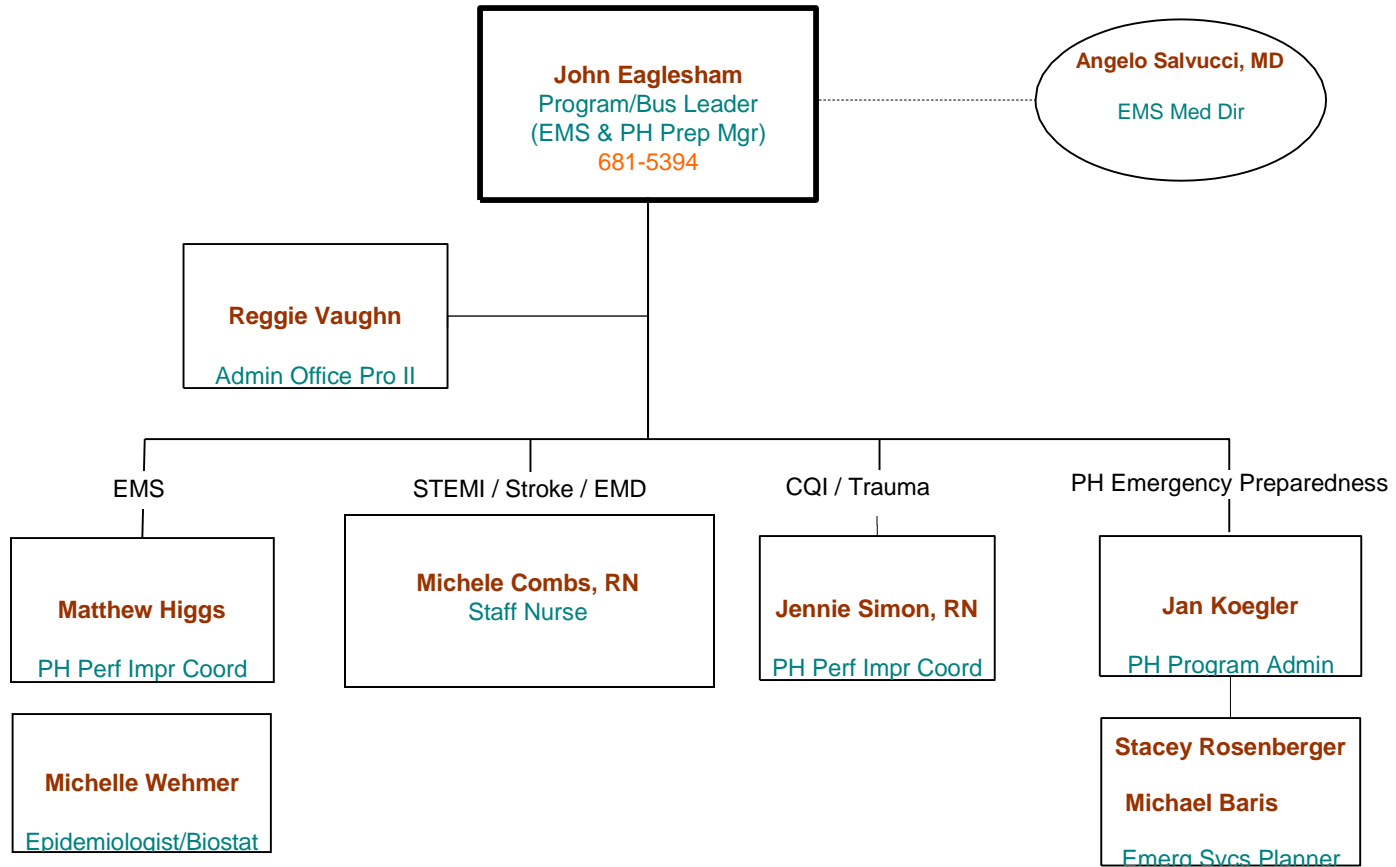 John Eaglesham
Program/Bus Leader
(EMS & PH Prep Mgr)
681-5394
Angelo Salvucci, MD
EMS Med Dir
Reggie Vaughn
Admin Office Pro II
EMS
STEMI / Stroke / EMD
CQI / Trauma
PH Emergency Preparedness
Matthew Higgs
PH Perf Impr Coord
Michele Combs, RN
Staff Nurse
Jennie Simon, RN
PH Perf Impr Coord
Jan Koegler
PH Program Admin
Michelle Wehmer
Epidemiologist/Biostat
Stacey Rosenberger
Michael Baris
Emerg Svcs Planner